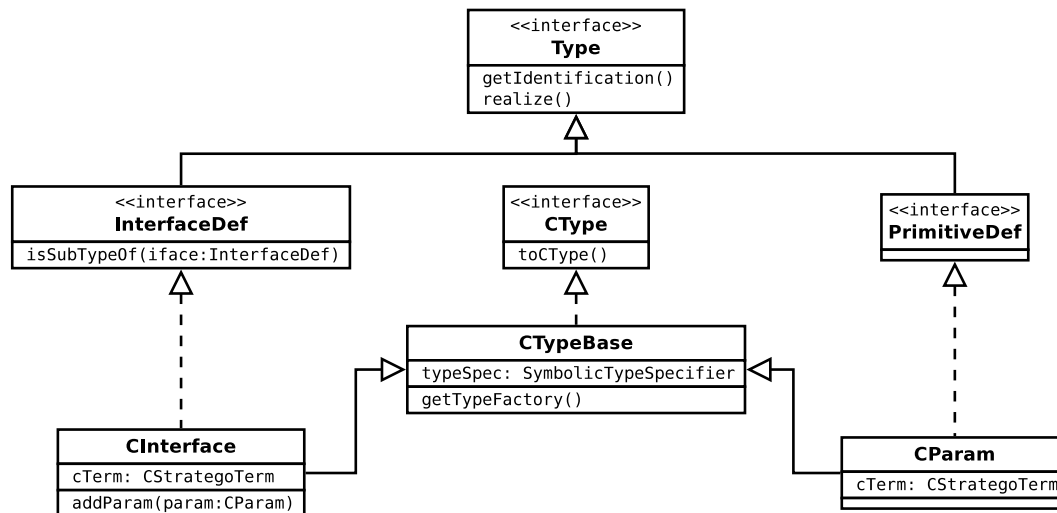 <<interface>>
Type
getIdentification()
realize()
<<interface>>
InterfaceDef
isSubTypeOf(iface:InterfaceDef)
<<interface>>
CType
toCType()
<<interface>>
PrimitiveDef
CTypeBase
typeSpec: SymbolicTypeSpecifier
getTypeFactory()
CInterface
cTerm: CStrategoTerm
addParam(param:CParam)
CParam
cTerm: CStrategoTerm